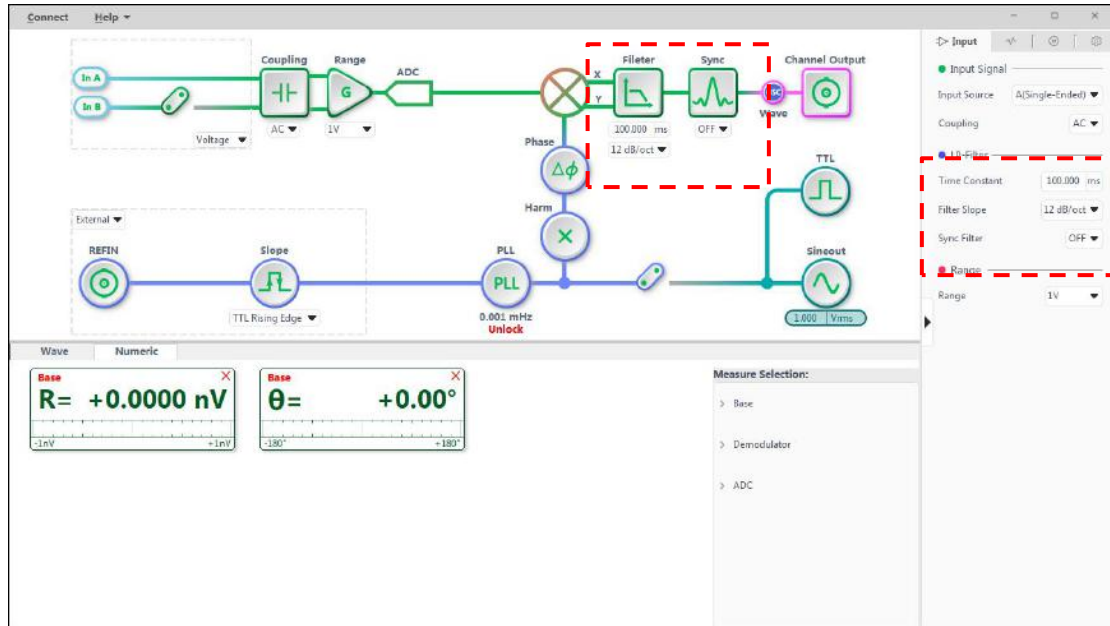 Connect Help
Input
Input Signal
Input Source A(Single-Ended)
Coupling AC
LP-Filter
Time Constant 100.000 ms
Filter Slope 12 dB/oct
Sync Filter OFF
Range
Range 1V
In A
In B
Voltage
Coupling
AC
Range
G
1V
ADC
X
Y
Fileter
100.000 ms
12 dB/oct
Sync
OFF
Wave
Channel Output
Phase
Δϕ
Harm
×
TTL
External
REFIN
Slope
TTL Rising Edge
PLL
PLL
0.001 mHz
Unlock
Sineout
1.000 Vrms
Wave Numeric
Base
R= +0.0000 nV
-1nV +1nV
Base
θ= +0.00°
-180° +180°
Measure Selection:
Base
Demodulator
ADC